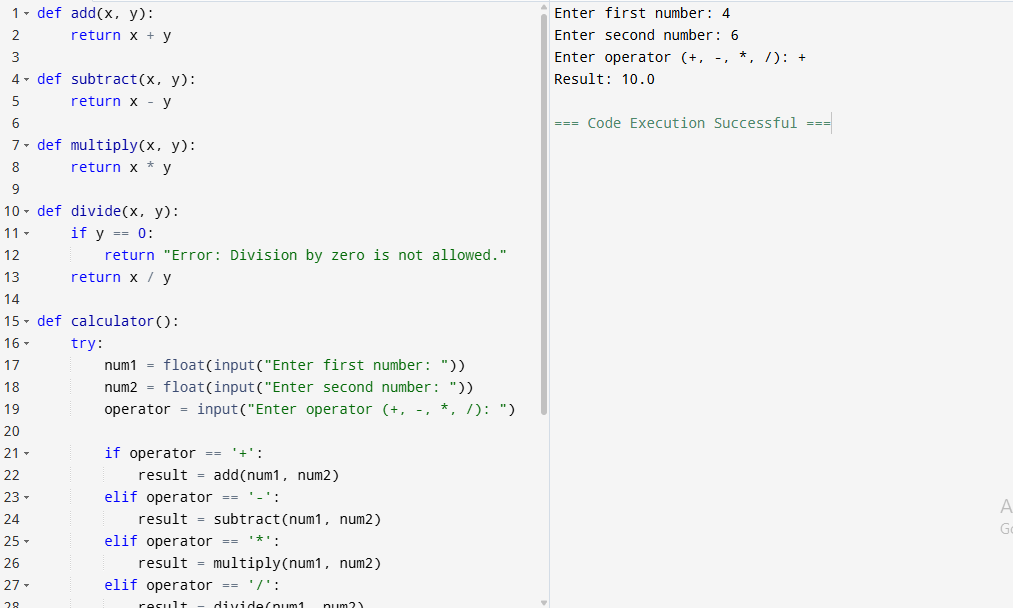 1 def add(x, y):
2     return x + y
3
4 def subtract(x, y):
5     return x - y
6
7 def multiply(x, y):
8     return x * y
9
10 def divide(x, y):
11     if y == 0:
12         return "Error: Division by zero is not allowed."
13     return x / y
14
15 def calculator():
16     try:
17         num1 = float(input("Enter first number: "))
18         num2 = float(input("Enter second number: "))
19         operator = input("Enter operator (+, -, *, /): ")
20
21         if operator == '+':
22             result = add(num1, num2)
23         elif operator == '-':
24             result = subtract(num1, num2)
25         elif operator == '*':
26             result = multiply(num1, num2)
27         elif operator == '/':
28             result = divide(num1, num2)
Enter first number: 4
Enter second number: 6
Enter operator (+, -, *, /): +
Result: 10.0
=== Code Execution Successful ===